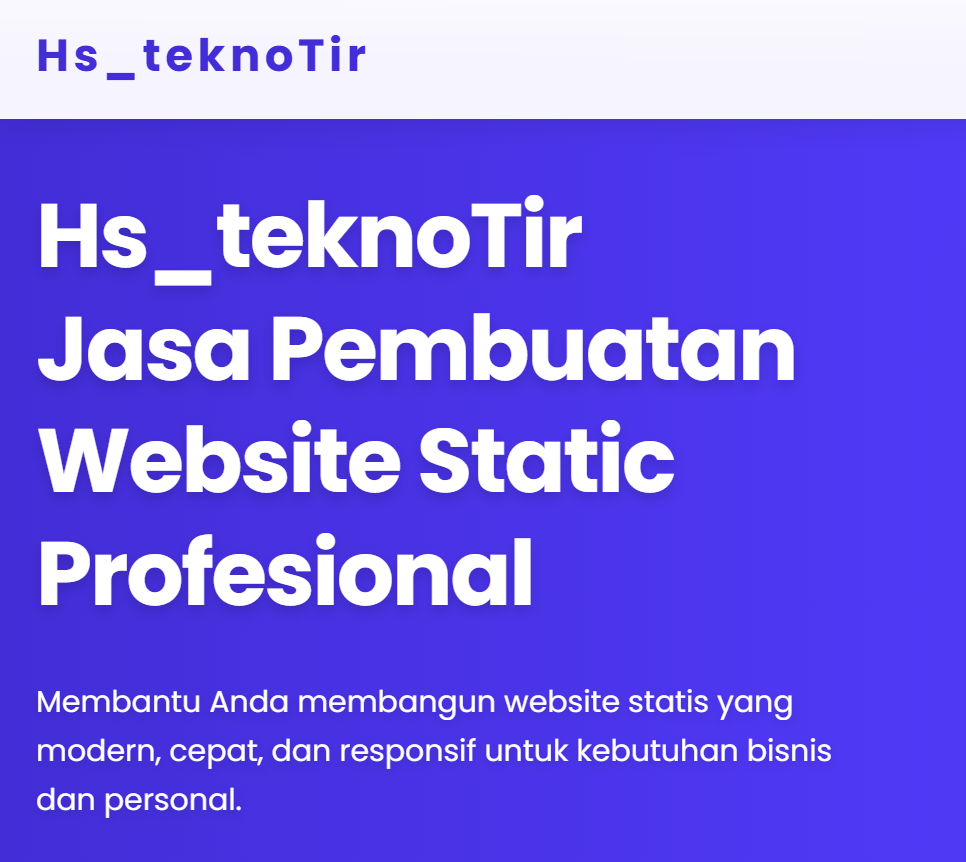 Hs_teknoTir
Hs_teknoTir
Jasa Pembuatan
Website Static
Profesional
Membantu Anda membangun website statis yang
modern, cepat, dan responsif untuk kebutuhan bisnis
dan personal.